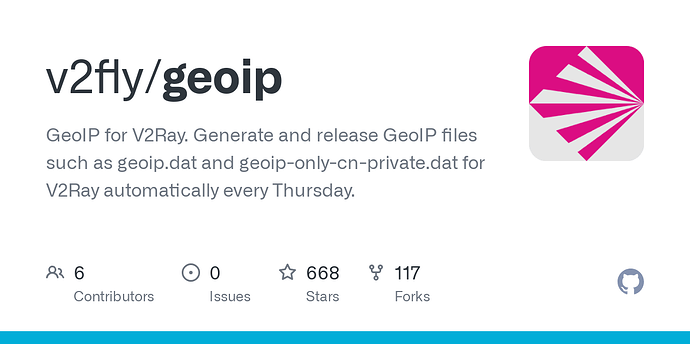 v2fly/geoip
GeoIP for V2Ray. Generate and release GeoIP files
such as geoip.dat and geoip-only-cn-private.dat for
V2Ray automatically every Thursday.
6 0 668 117
Contributors Issues Stars Forks